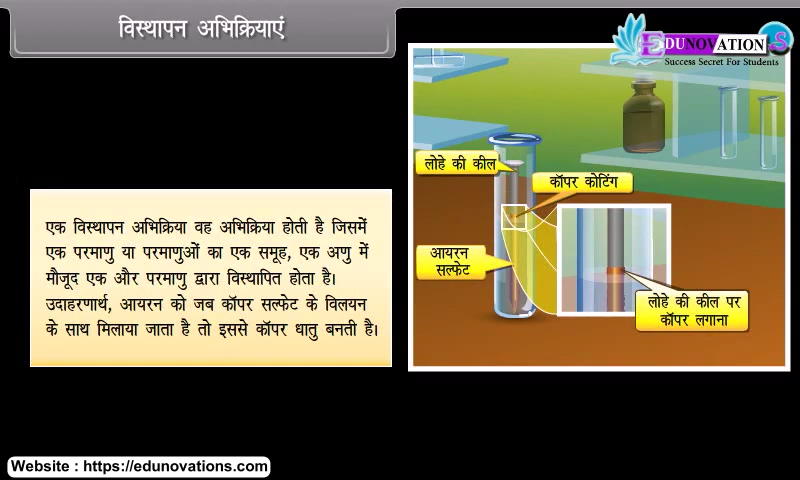 विस्थापन अभिक्रियाएं
EDUNOVATION S
Success Secret For Students
लोहे की कील
कॉपर कोटिंग
आयरन
सल्फेट
लोहे की कील पर
कॉपर लगाना
एक विस्थापन अभिक्रिया वह अभिक्रिया होती है जिसमें
एक परमाणु या परमाणुओं का एक समूह, एक अणु में
मौजूद एक और परमाणु द्वारा विस्थापित होता है।
उदाहरणार्थ, आयरन को जब कॉपर सल्फेट के विलयन
के साथ मिलाया जाता है तो इससे कॉपर धातु बनती है।
Website : https://edunovations.com